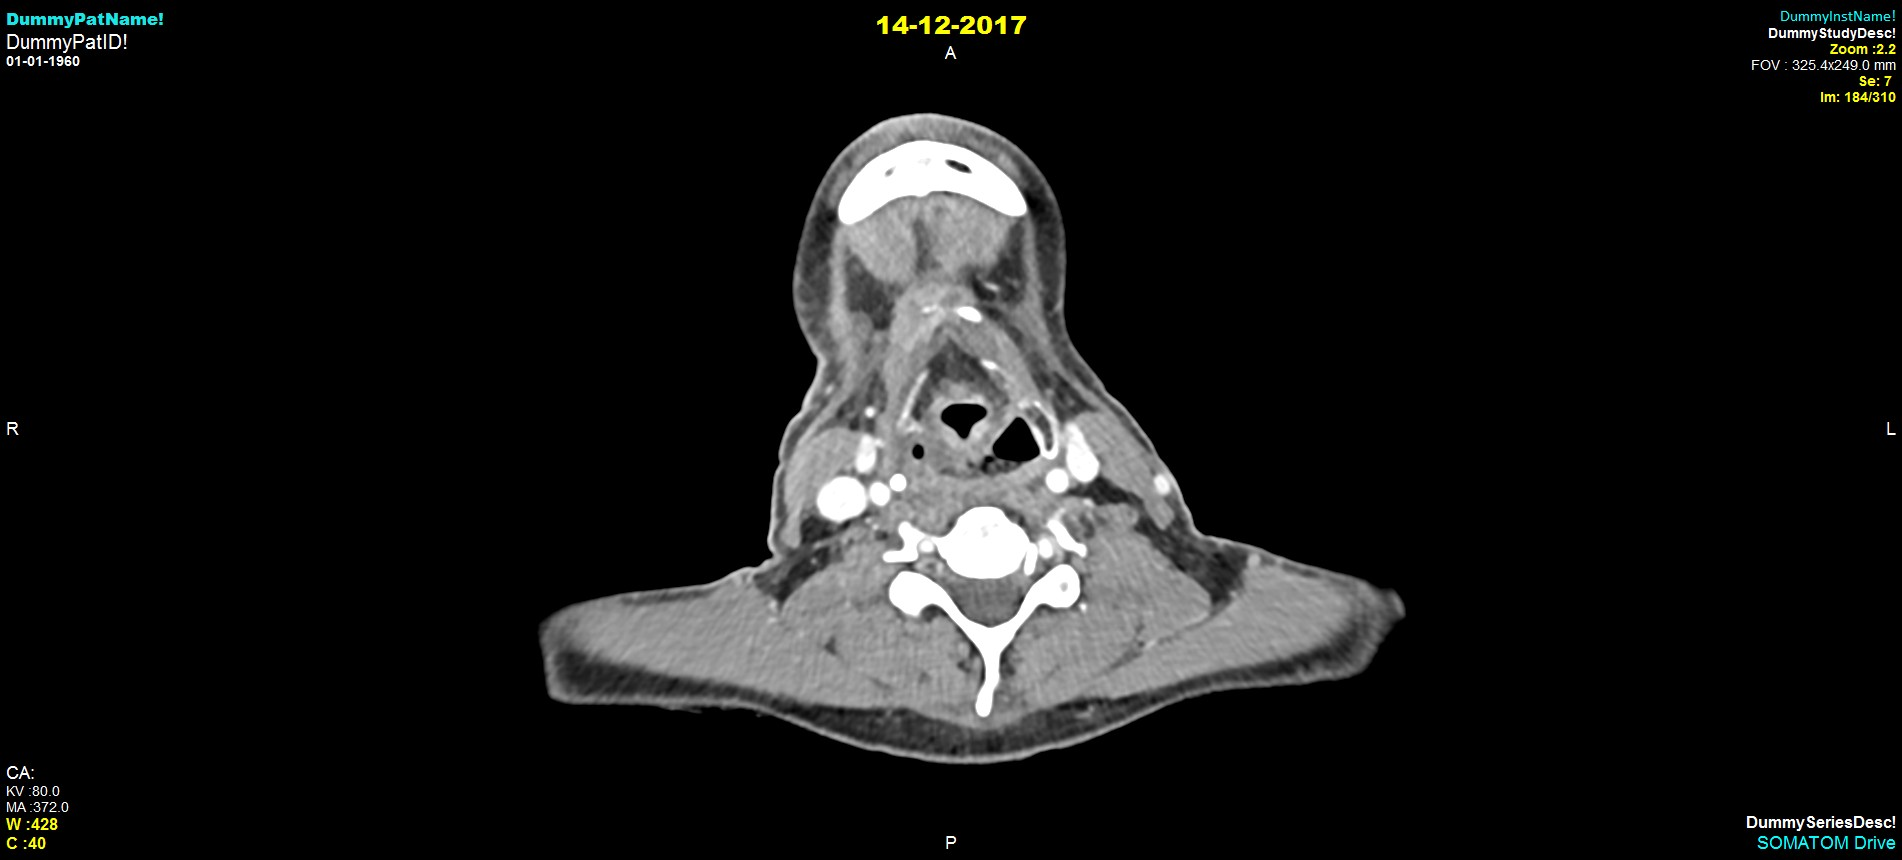 DummyPatName!
DummyPatID!
01-01-1960
14-12-2017
A
DummyInstName!
DummyStudyDesc!
Zoom :2.2
FOV : 325.4x249.0 mm
Se: 7
Im: 184/310
R
L
CA:
KV :80.0
MA :372.0
W :428
C :40
P
DummySeriesDesc!
SOMATOM Drive